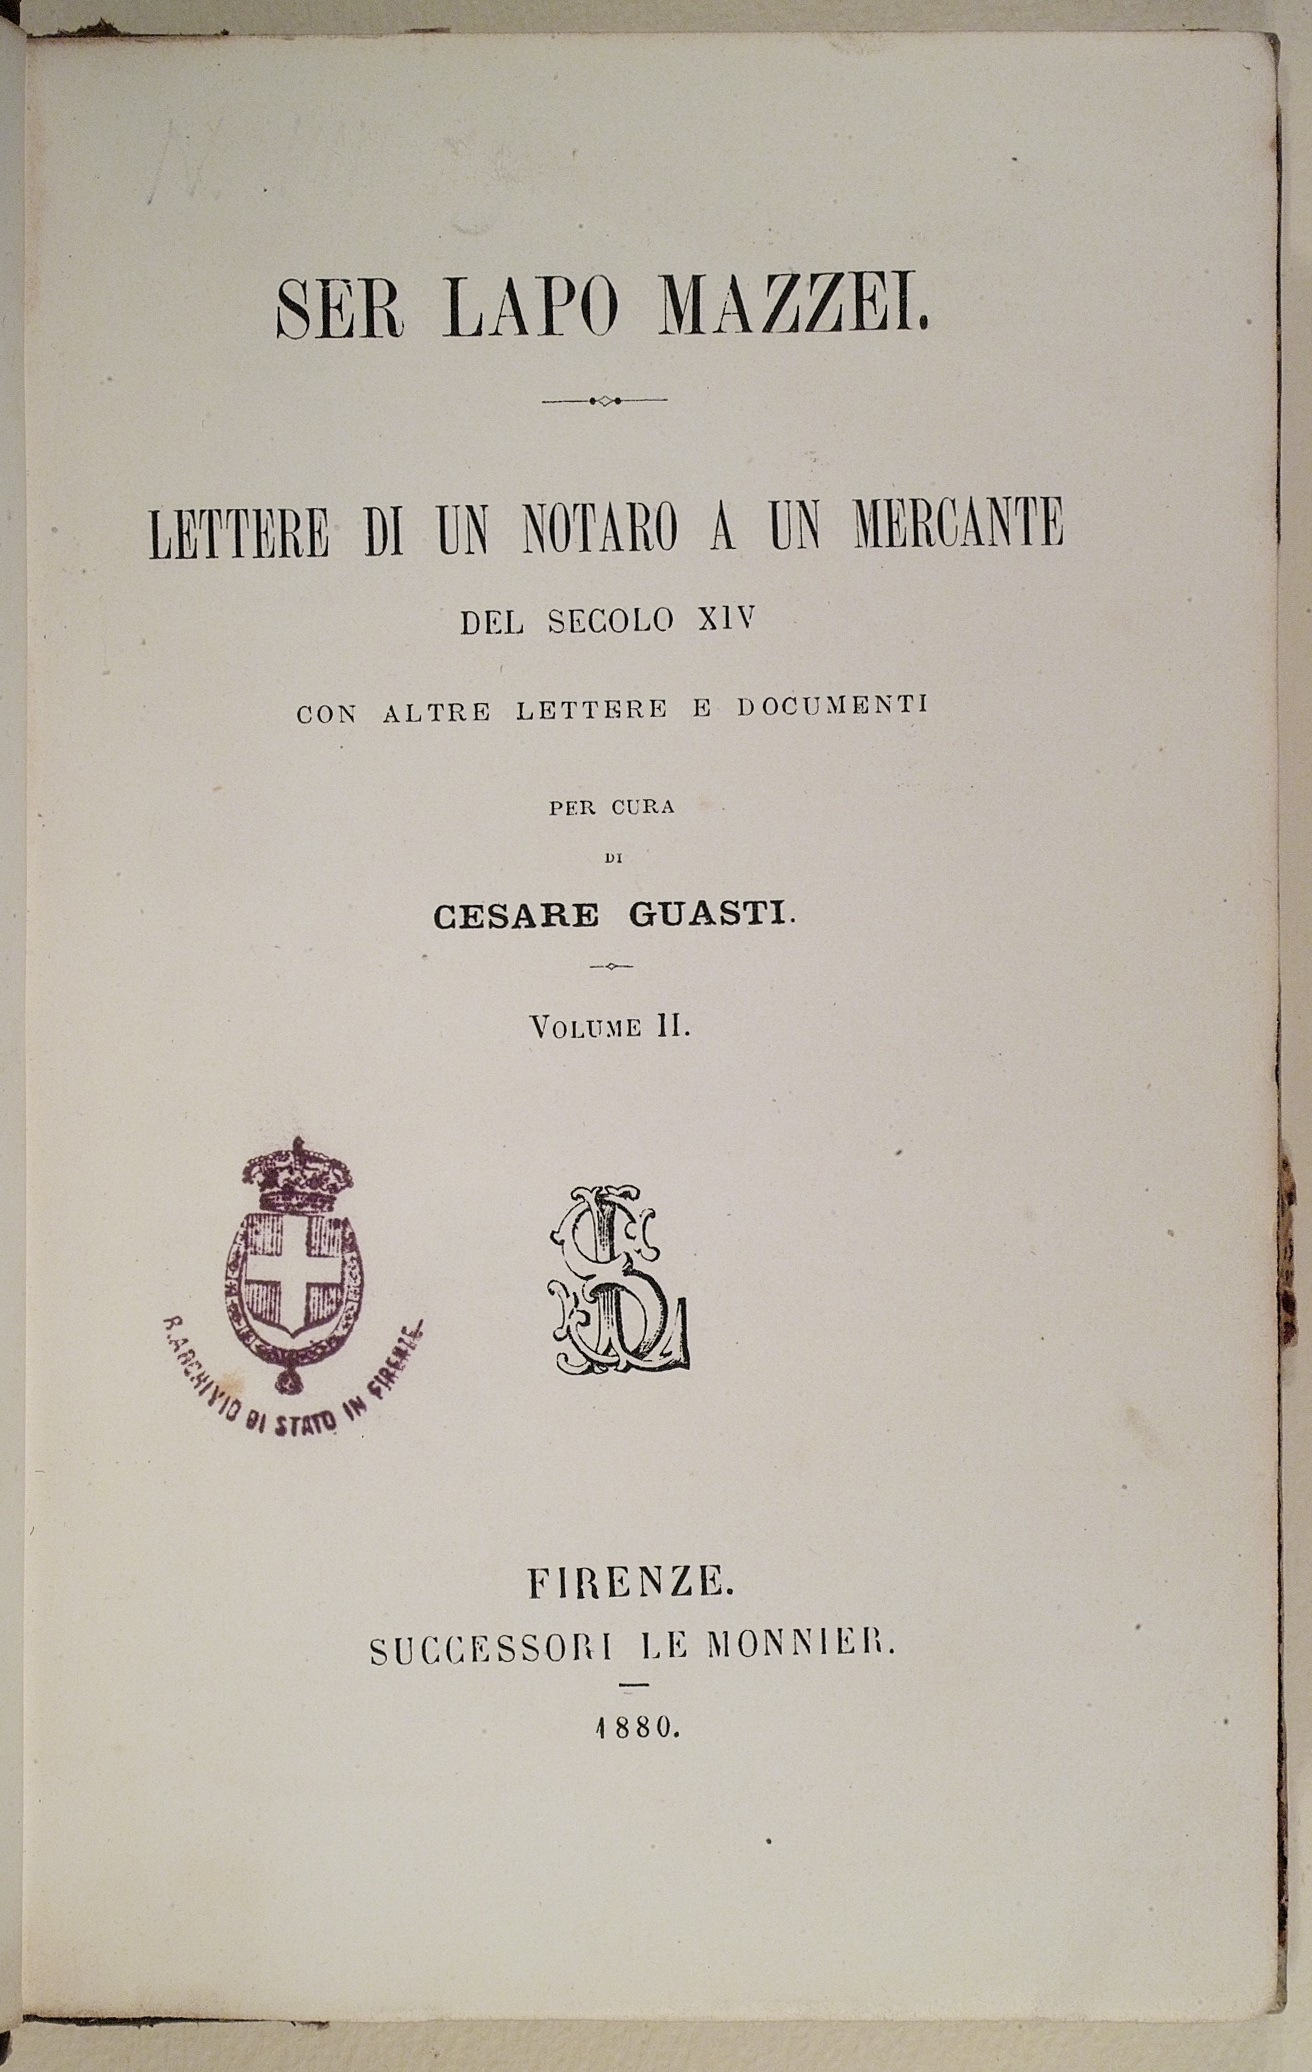 SER LAPO MAZZEI.
LETTERE DI UN NOTARO A UN MERCANTE
DEL SECOLO XIV
CON ALTRE LETTERE E DOCUMENTI
PER CURA
DI
CESARE GUASTI.
VOLUME II.
R. ARCHIVIO DI STATO IN FIRENZE
FIRENZE.
SUCCESSORI LE MONNIER.
1880.